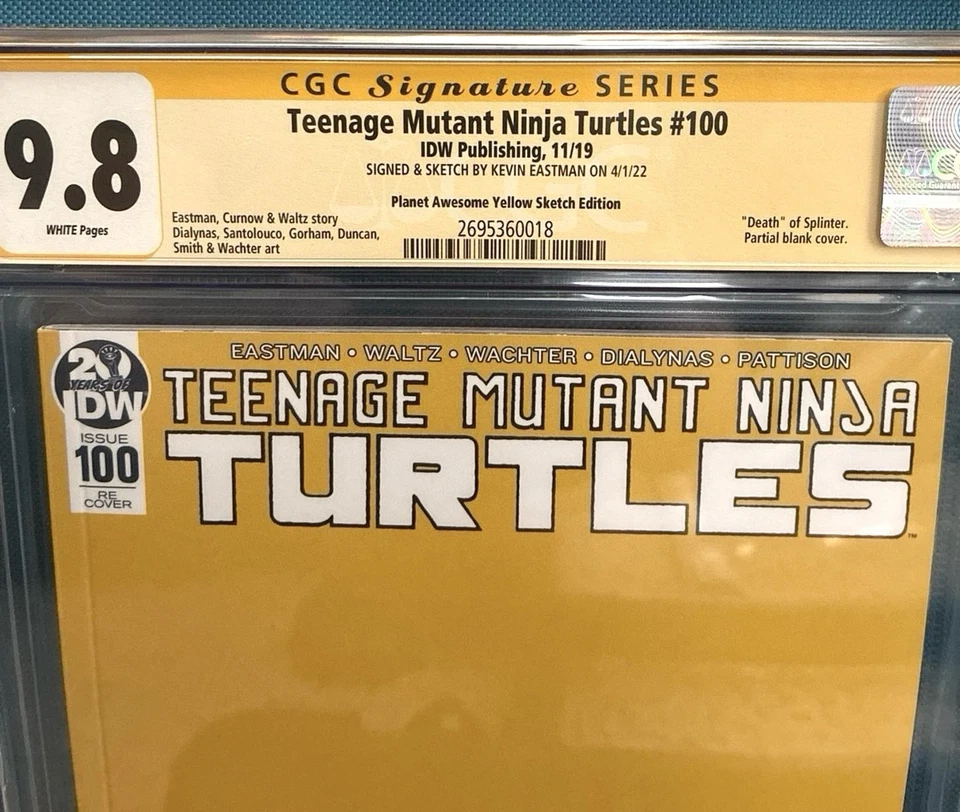 CGC Signature SERIES
Teenage Mutant Ninja Turtles #100
IDW Publishing, 11/19
SIGNED & SKETCH BY KEVIN EASTMAN ON 4/1/22
9.8
WHITE Pages
Planet Awesome Yellow Sketch Edition
Eastman, Curnow & Waltz story
Dialynas, Santolouco, Gorham, Duncan,
Smith & Wachter art
2695360018
"Death" of Splinter.
Partial blank cover.
20
YEARS OF
IDW
ISSUE
100
RE
COVER
EASTMAN • WALTZ • WACHTER • DIALYNAS • PATTISON
TEENAGE MUTANT NINJA
TURTLES
TM